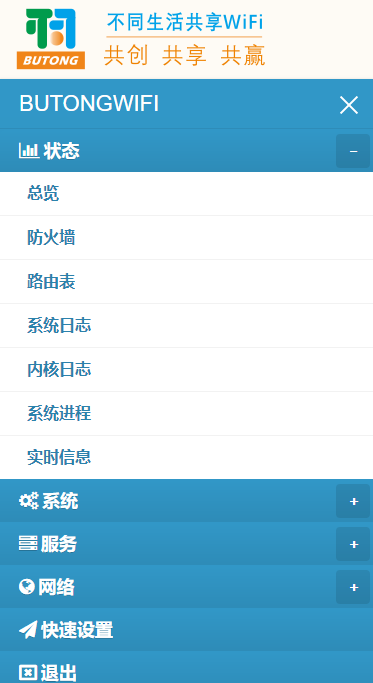 不同生活共享WiFi
BUTONG
共创 共享 共赢
BUTONGWIFI
状态
总览
防火墙
路由表
系统日志
内核日志
系统进程
实时信息
系统
服务
网络
快速设置
退出